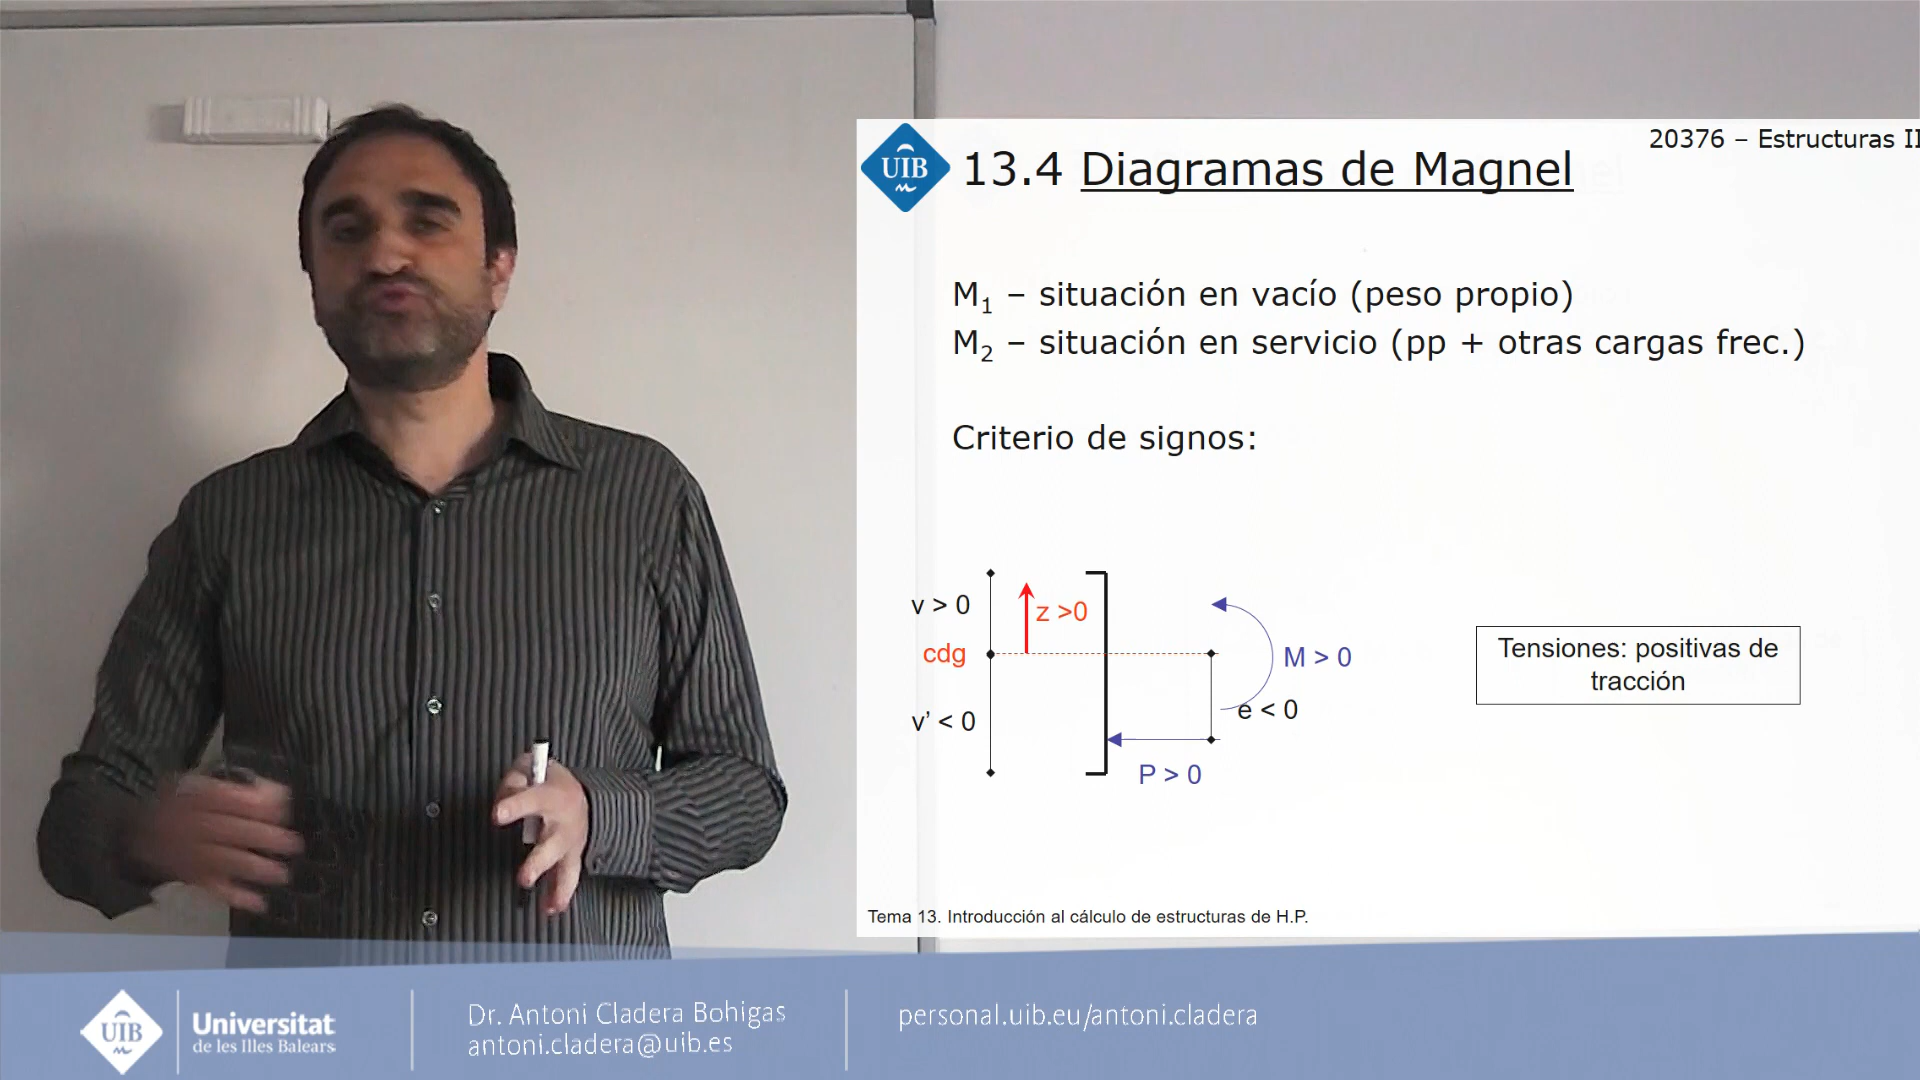 UIB
20376 – Estructuras II
13.4 Diagramas de Magnel
M1 – situación en vacío (peso propio)
M2 – situación en servicio (pp + otras cargas frec.)
Criterio de signos:
v > 0
z >0
cdg
M > 0
v’ < 0
e < 0
P > 0
Tensiones: positivas de
tracción
Tema 13. Introducción al cálculo de estructuras de H.P.
UIB
Universitat
de les Illes Balears
Dr. Antoni Cladera Bohigas
antoni.cladera@uib.es
personal.uib.eu/antoni.cladera